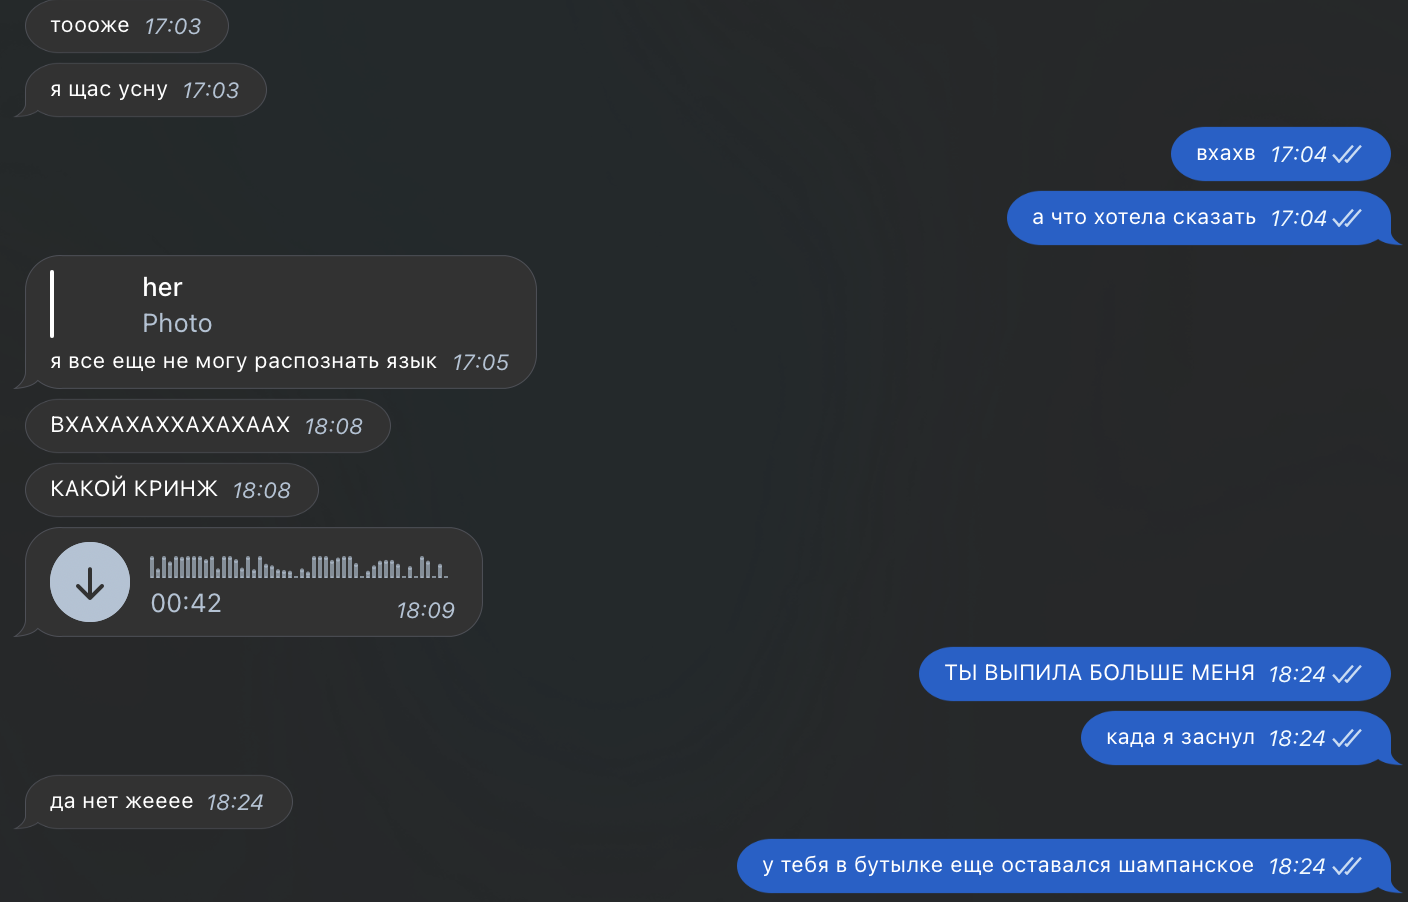 тоооже 17:03
я щас усну 17:03
вхахв 17:04
а что хотела сказать 17:04
her
Photo
я все еще не могу распознать язык 17:05
ВХАХАХАХХАХАХААХ 18:08
КАКОЙ КРИНЖ 18:08
00:42 18:09
ТЫ ВЫПИЛА БОЛЬШЕ МЕНЯ 18:24
када я заснул 18:24
да нет жееее 18:24
у тебя в бутылке еще оставался шампанское 18:24